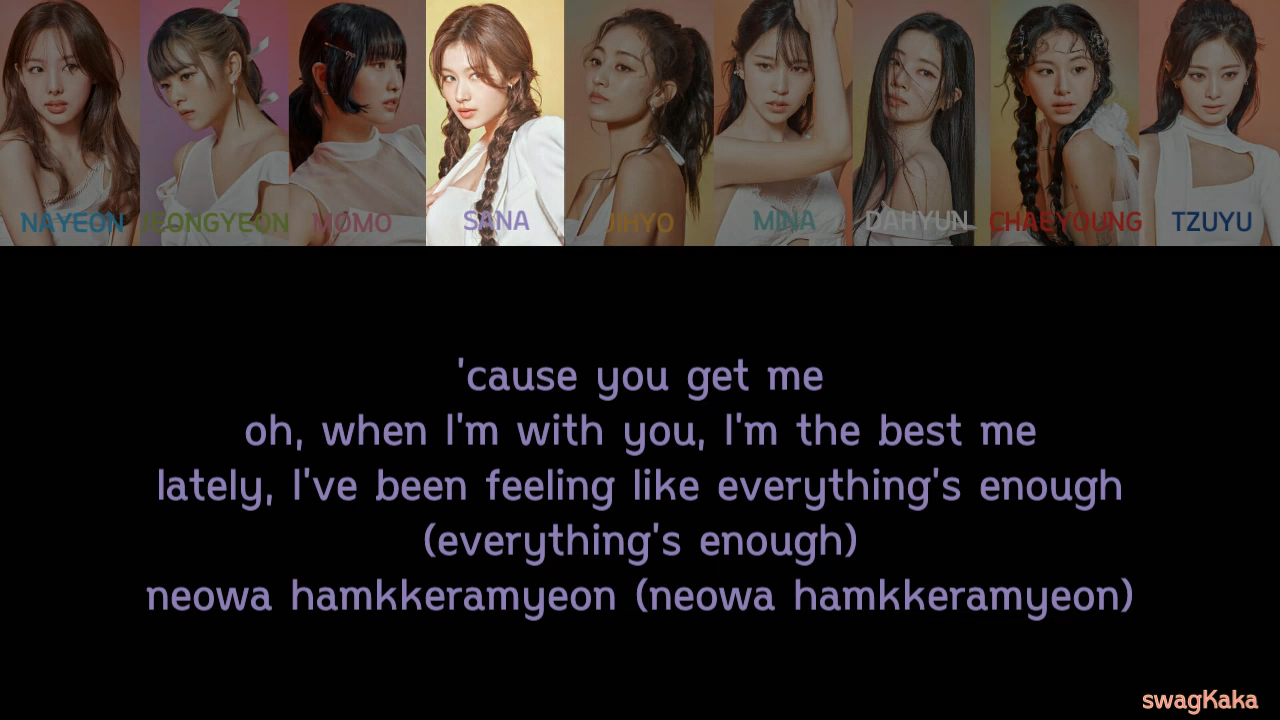 NAYEON JEONGYEON MOMO SANA JIHYO MINA DAHYUN CHAEYOUNG TZUYU
'cause you get me
oh, when I'm with you, I'm the best me
lately, I've been feeling like everything's enough
(everything's enough)
neowa hamkkeramyeon (neowa hamkkeramyeon)
swagKaka